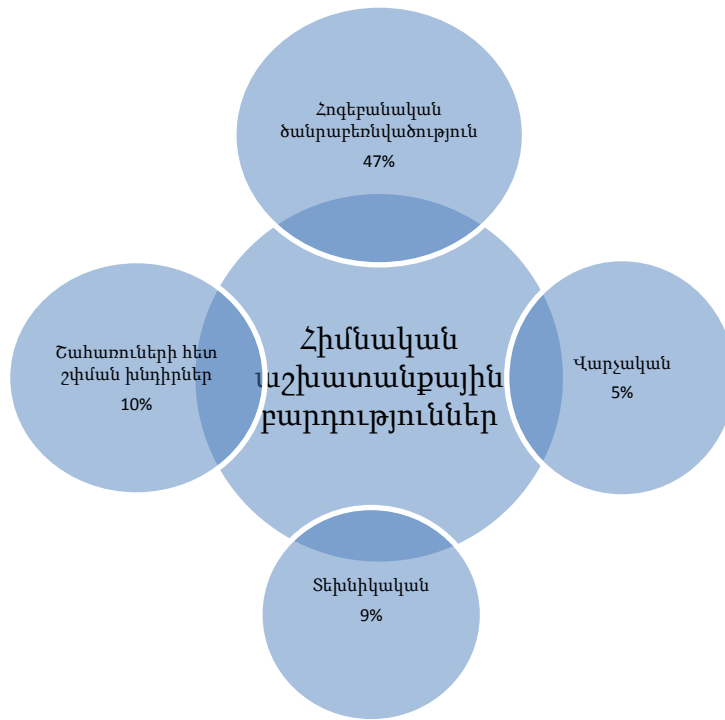 Հոգեբանական
ծանրաբեռնվածություն
47%
Շահառուների հետ
շփման խնդիրներ
10%
Հիմնական
աշխատանքային
բարդություններ
Վարչական
5%
Տեխնիկական
9%